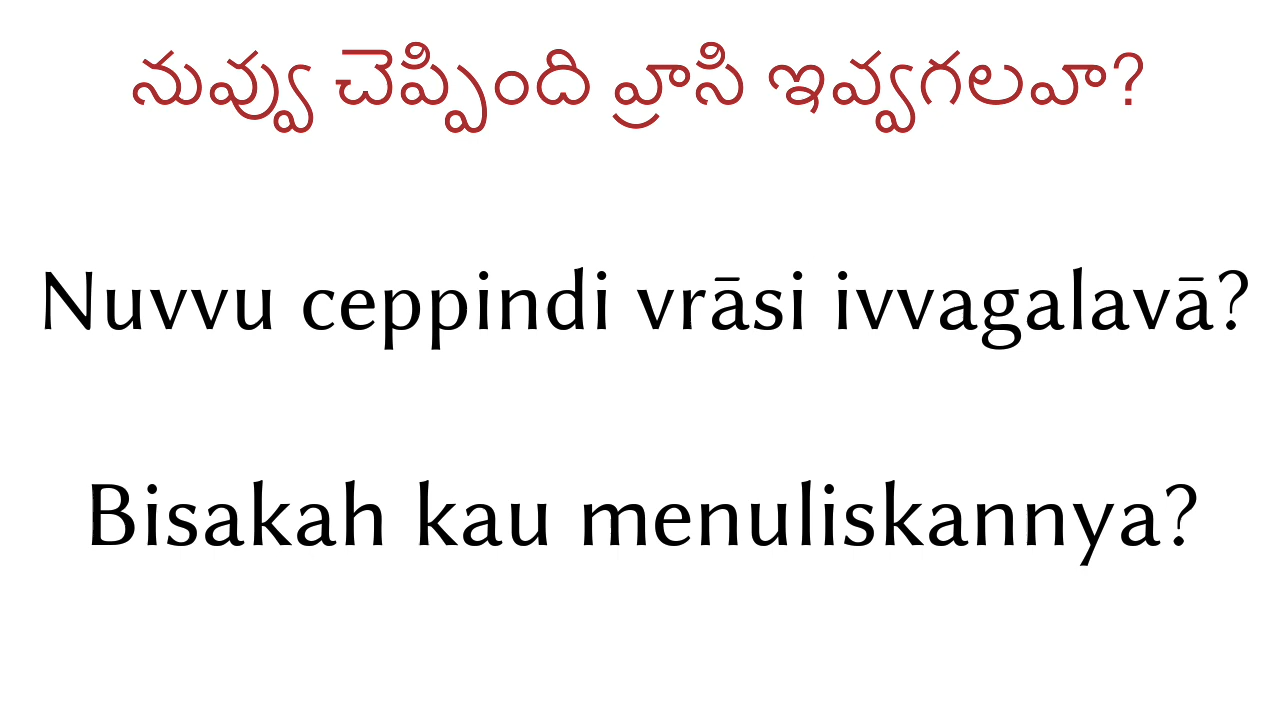 నువ్వు చెప్పింది వ్రాసి ఇవ్వగలవా?
Nuvvu ceppindi vrāsi ivvagalavā?
Bisakah kau menuliskannya?